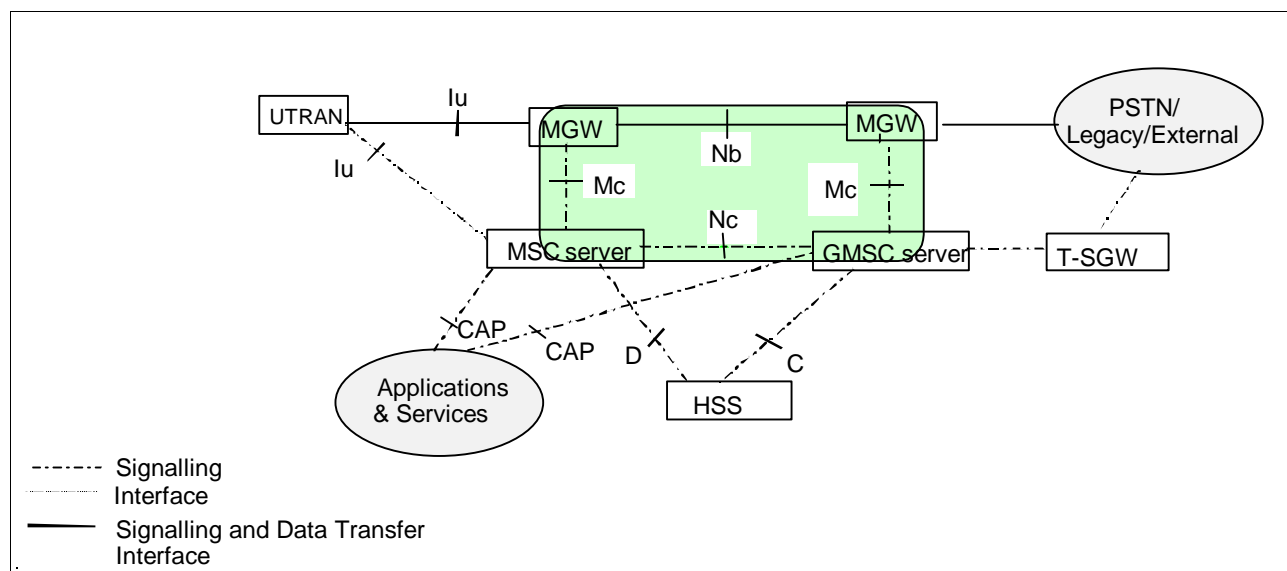 Iu
UTRAN
MGW
MGW
PSTN/
Legacy/External
Nb
Iu
Mc
Mc
Nc
MSC server
GMSC server
T-SGW
CAP
CAP
D
C
Applications
& Services
HSS
Signalling
Interface
Signalling and Data Transfer
Interface